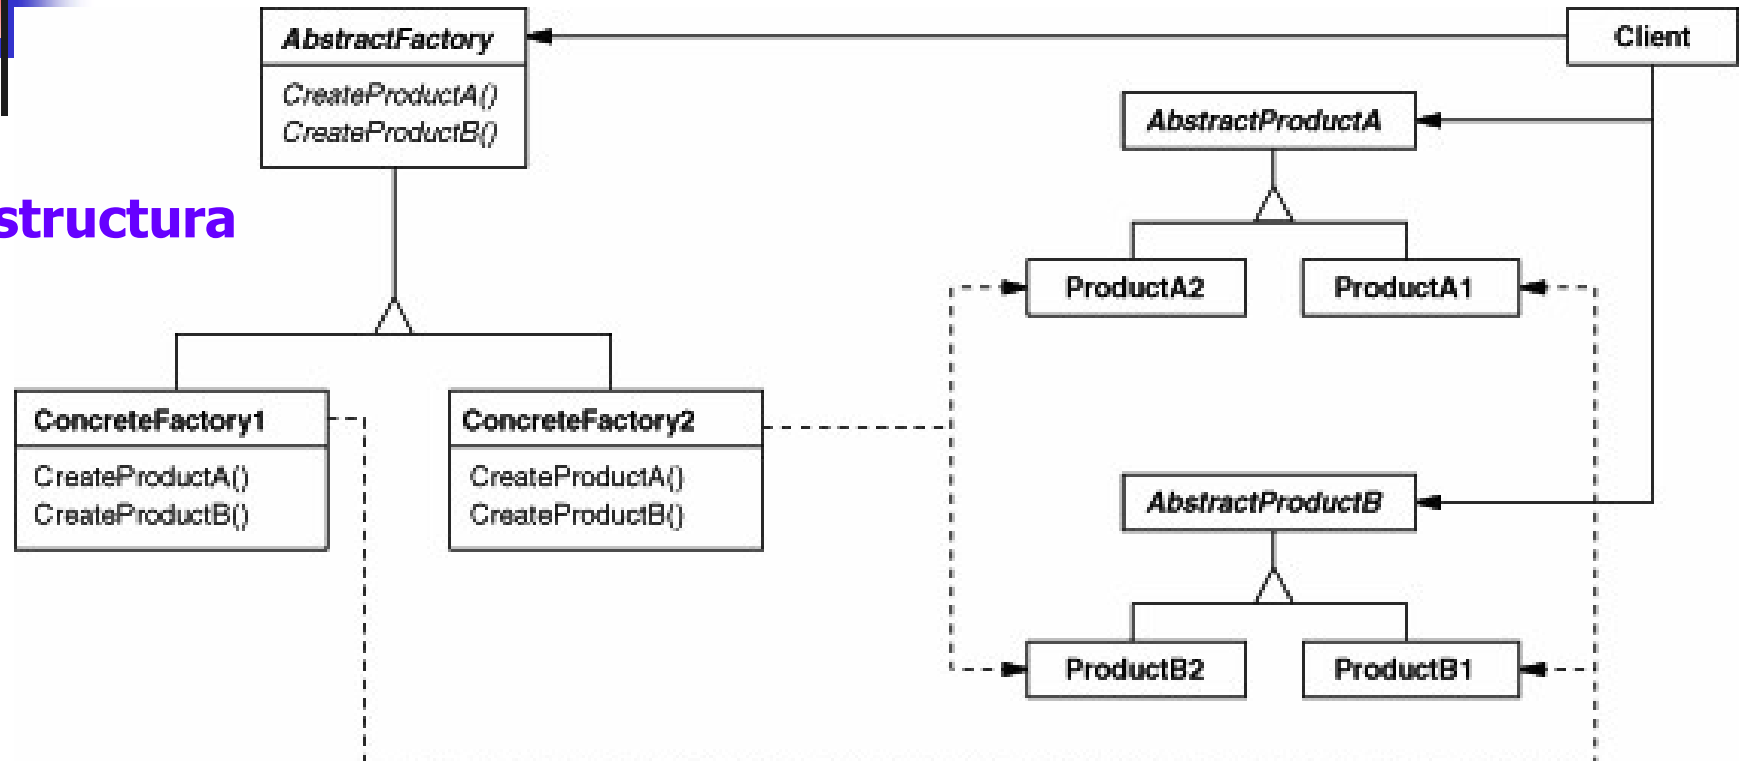 AbstractFactory
CreateProductA()
CreateProductB()
Client
AbstractProductA
structura
ProductA2
ProductA1
ConcreteFactory1
CreateProductA()
CreateProductB()
ConcreteFactory2
CreateProductA()
CreateProductB()
AbstractProductB
ProductB2
ProductB1